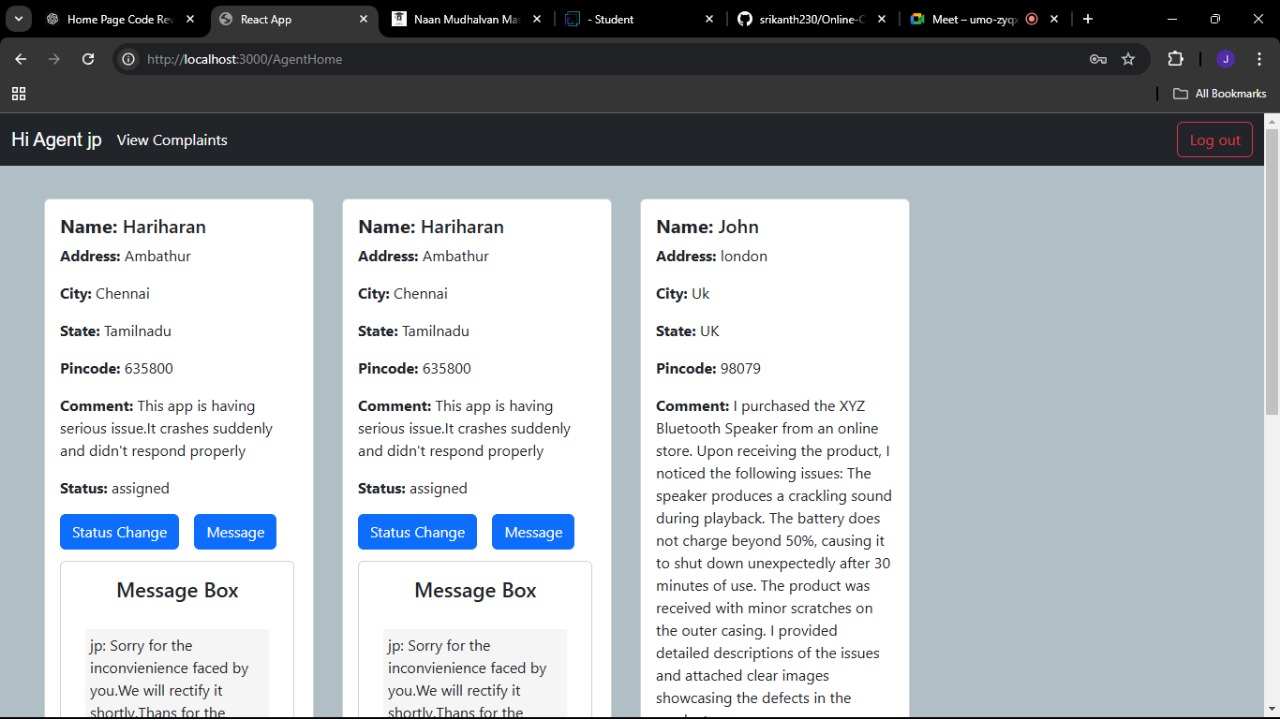 Home Page Code Rev
React App
Naan Mudhalvan Mas
- Student
srikanth230/Online-C
Meet – umo-zyqx
http://localhost:3000/AgentHome
J
All Bookmarks
Hi Agent jp
View Complaints
Log out
Name: Hariharan
Address: Ambathur
City: Chennai
State: Tamilnadu
Pincode: 635800
Comment: This app is having
serious issue.It crashes suddenly
and didn't respond properly
Status: assigned
Status Change
Message
Message Box
jp: Sorry for the
inconvienience faced by
you.We will rectify it
shortly.Thans for the
Name: Hariharan
Address: Ambathur
City: Chennai
State: Tamilnadu
Pincode: 635800
Comment: This app is having
serious issue.It crashes suddenly
and didn't respond properly
Status: assigned
Status Change
Message
Message Box
jp: Sorry for the
inconvienience faced by
you.We will rectify it
shortly.Thans for the
Name: John
Address: london
City: Uk
State: UK
Pincode: 98079
Comment: I purchased the XYZ
Bluetooth Speaker from an online
store. Upon receiving the product, I
noticed the following issues: The
speaker produces a crackling sound
during playback. The battery does
not charge beyond 50%, causing it
to shut down unexpectedly after 30
minutes of use. The product was
received with minor scratches on
the outer casing. I provided
detailed descriptions of the issues
and attached clear images
showcasing the defects in the